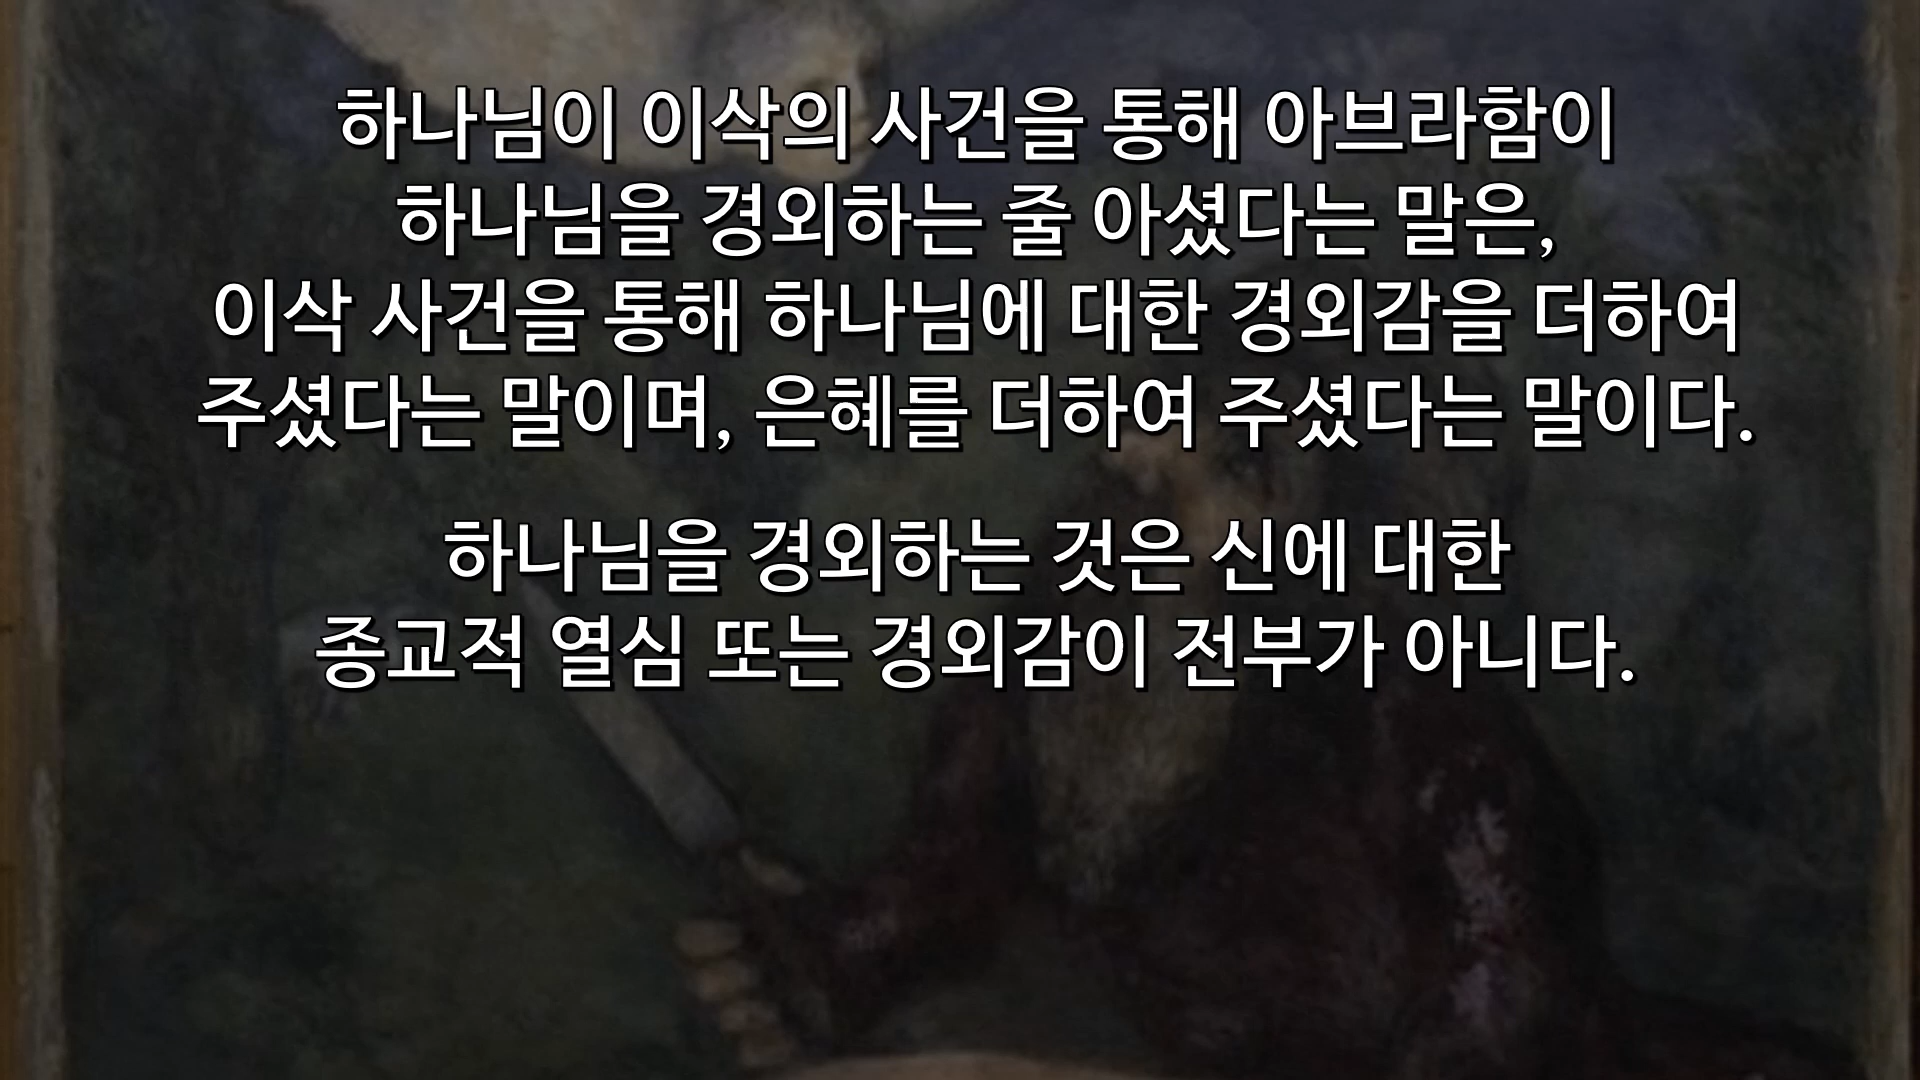 하나님이 이삭의 사건을 통해 아브라함이
하나님을 경외하는 줄 아셨다는 말은,
이삭 사건을 통해 하나님에 대한 경외감을 더하여
주셨다는 말이며, 은혜를 더하여 주셨다는 말이다.
하나님을 경외하는 것은 신에 대한
종교적 열심 또는 경외감이 전부가 아니다.